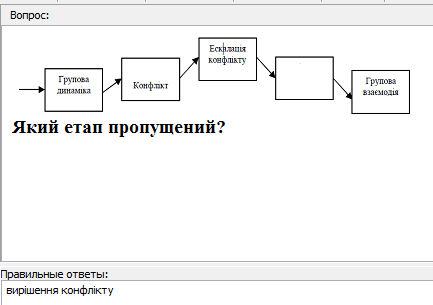 Вопрос:
Групова
динаміка
Конфлікт
Ескалація
конфлікту
Групова
взаємодія
Який етап пропущений?
Правильные ответы:
вирішення конфлікту